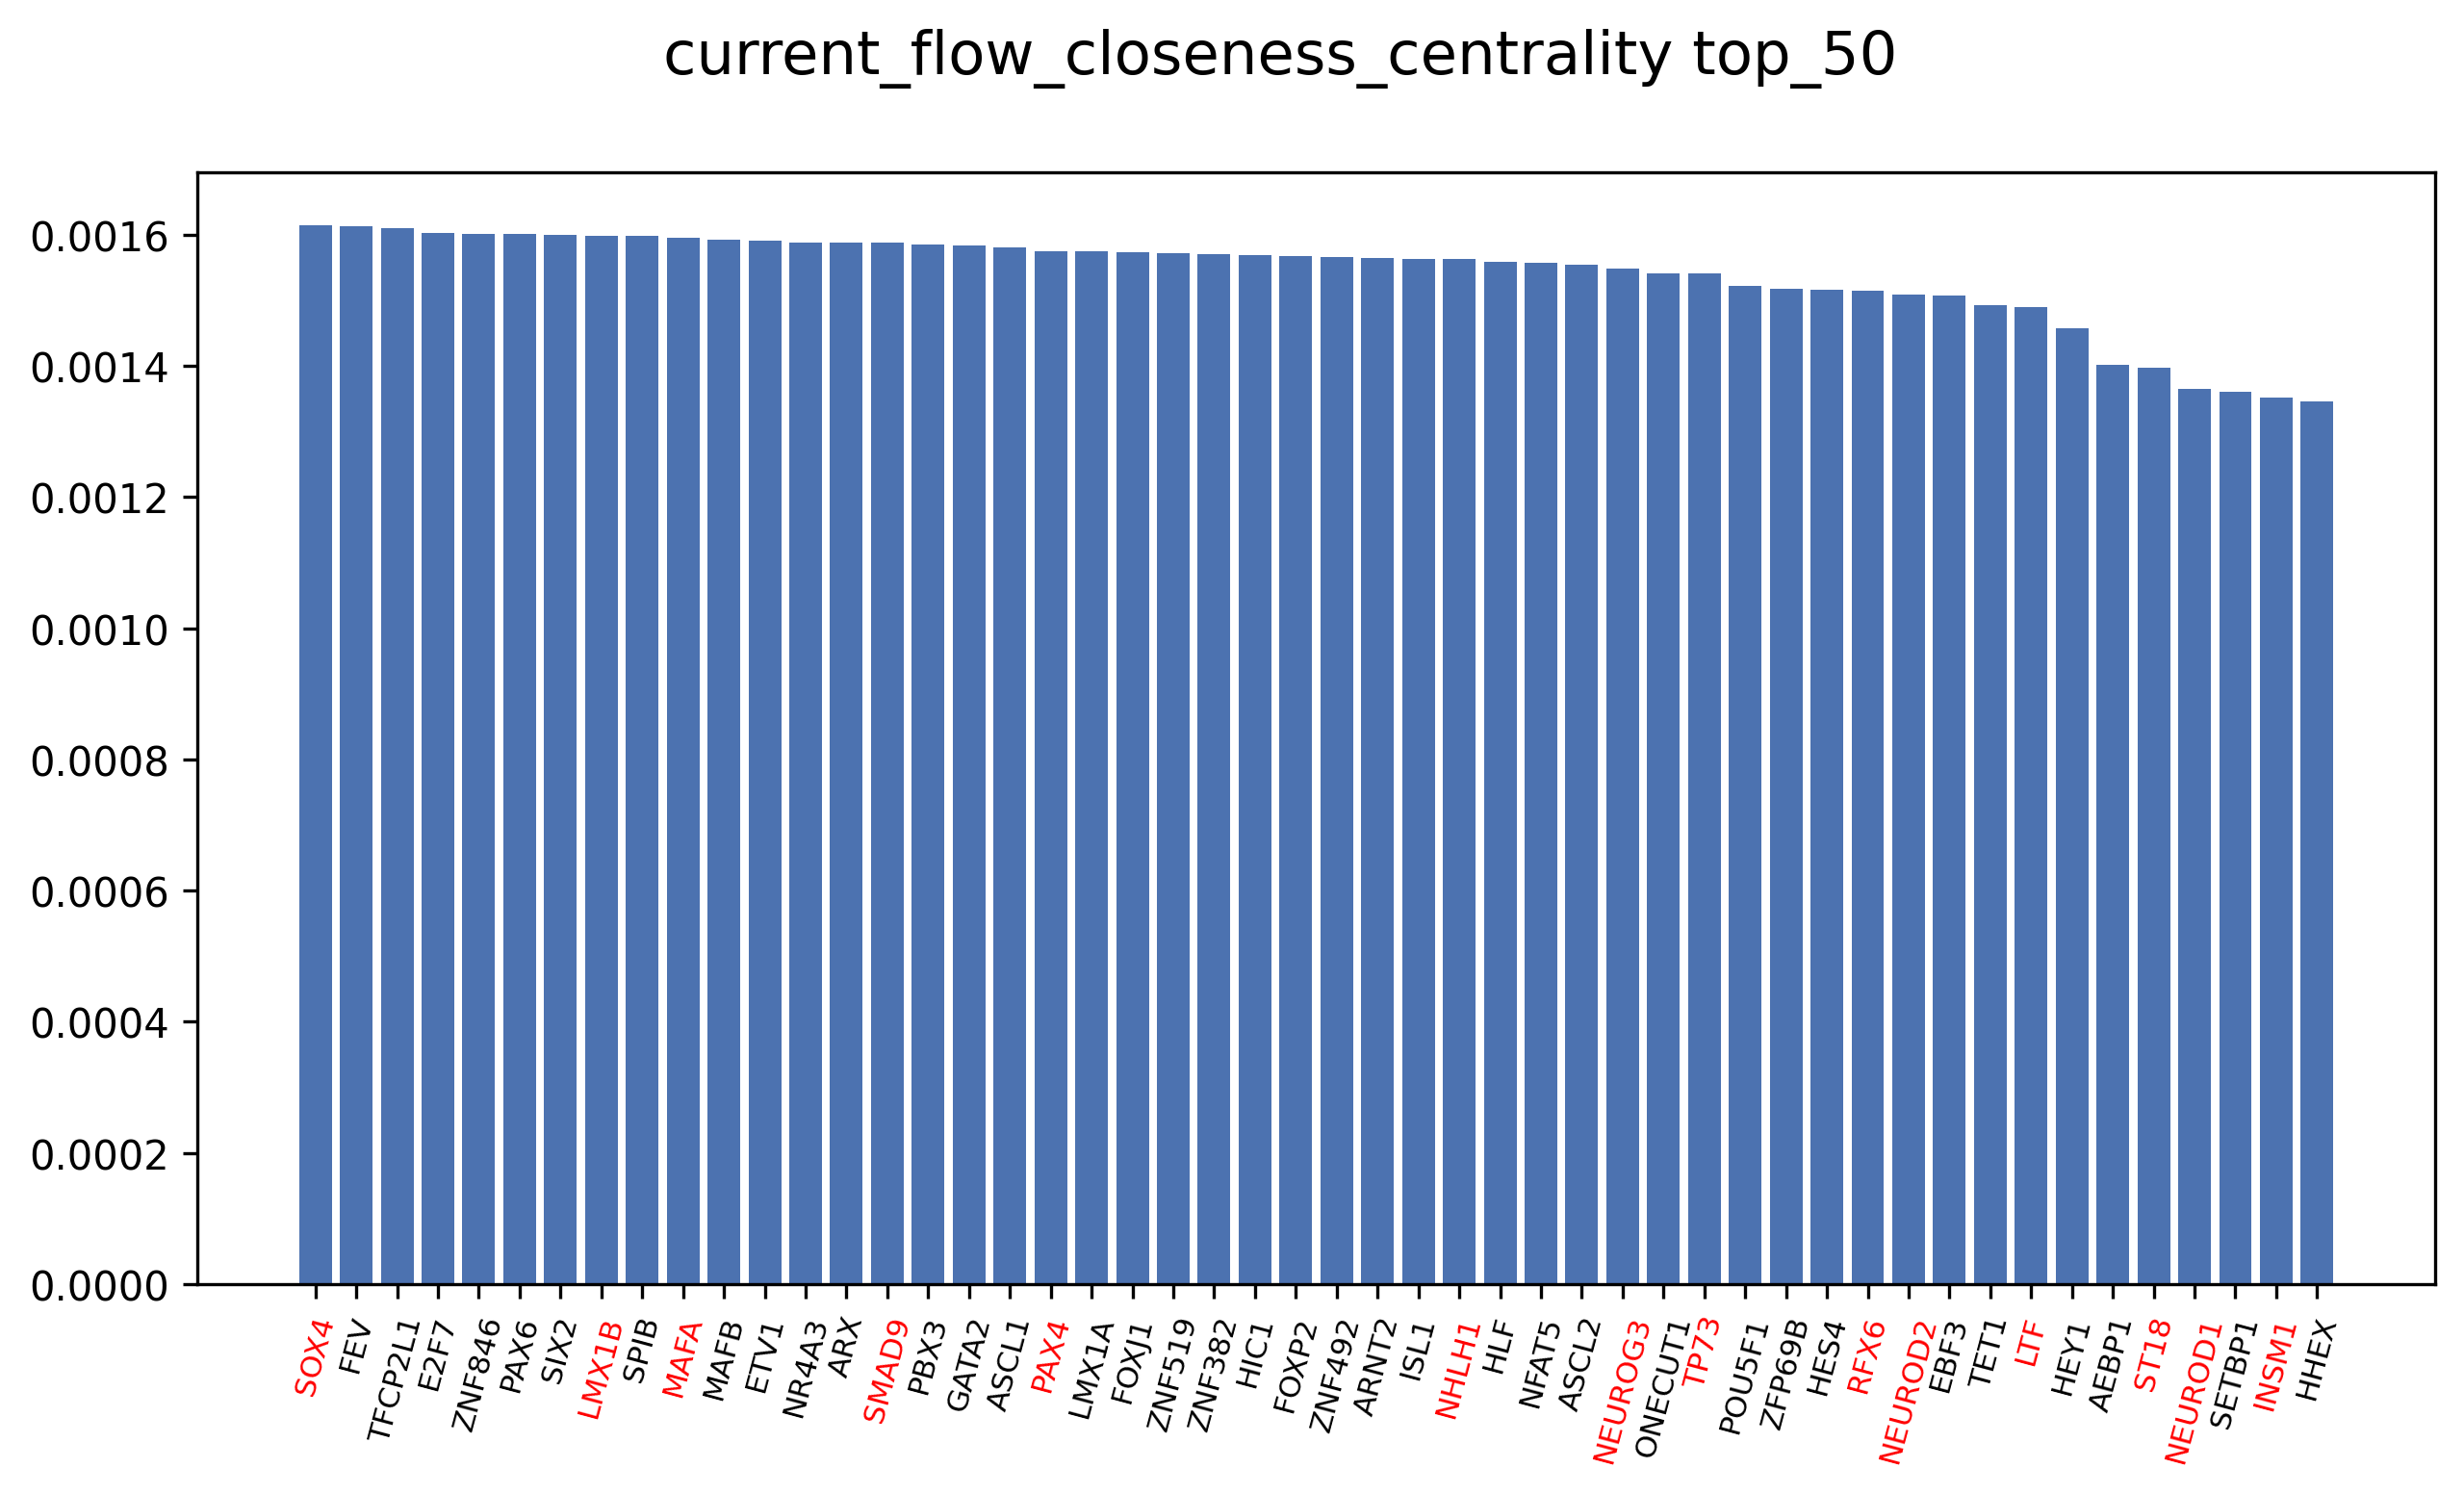 current_flow_closeness_centrality top_50
0.0016
0.0014
0.0012
0.0010
0.0008
0.0006
0.0004
0.0002
0.0000
SOX4
FEV
TFCP2L1
E2F7
ZNF846
PAX6
SIX2
LMX1B
SPIB
MAFA
MAFB
ETV1
NR4A3
ARX
SMAD9
PBX3
GATA2
ASCL1
PAX4
LMX1A
FOXJ1
ZNF519
ZNF382
HIC1
FOXP2
ZNF492
ARNT2
ISL1
NHLH1
HLF
NFAT5
ASCL2
NEUROG3
ONECUT1
TP73
POU5F1
ZFP69B
HES4
RFX6
NEUROD2
EBF3
TET1
LTF
HEY1
AEBP1
ST18
NEUROD1
SETBP1
INSM1
HHEX